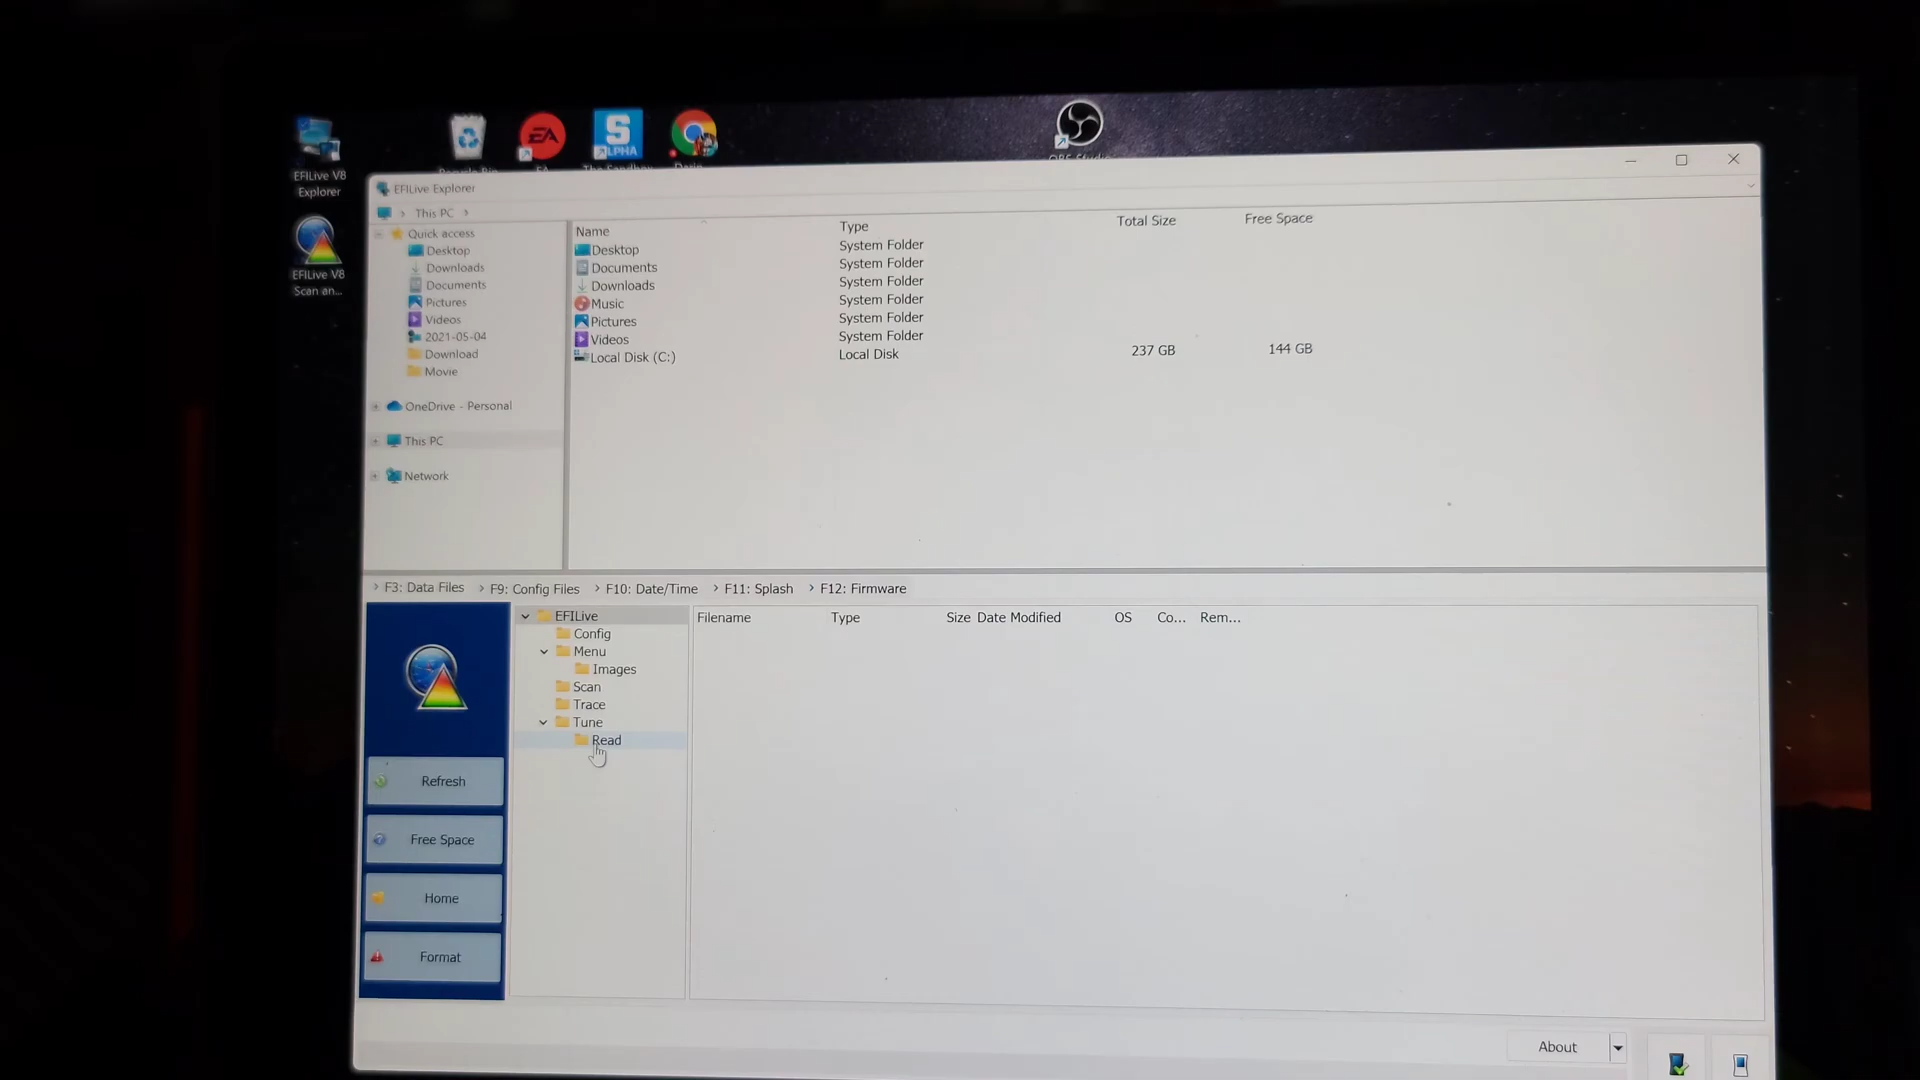 EFILive V8
Explorer
EFILive V8
Scan an...
EA
S
ALPHA
EFILive Explorer
This PC
Quick access
Desktop
Downloads
Documents
Pictures
Videos
2021-05-04
Download
Movie
OneDrive - Personal
This PC
Network
Name Type Total Size Free Space
Desktop System Folder
Documents System Folder
Downloads System Folder
Music System Folder
Pictures System Folder
Videos System Folder
Local Disk (C:) Local Disk 237 GB 144 GB
F3: Data Files F9: Config Files F10: Date/Time F11: Splash F12: Firmware
Refresh
Free Space
Home
Format
EFILive
Config
Menu
Images
Scan
Trace
Tune
Read
Filename Type Size Date Modified OS Co... Rem...
About